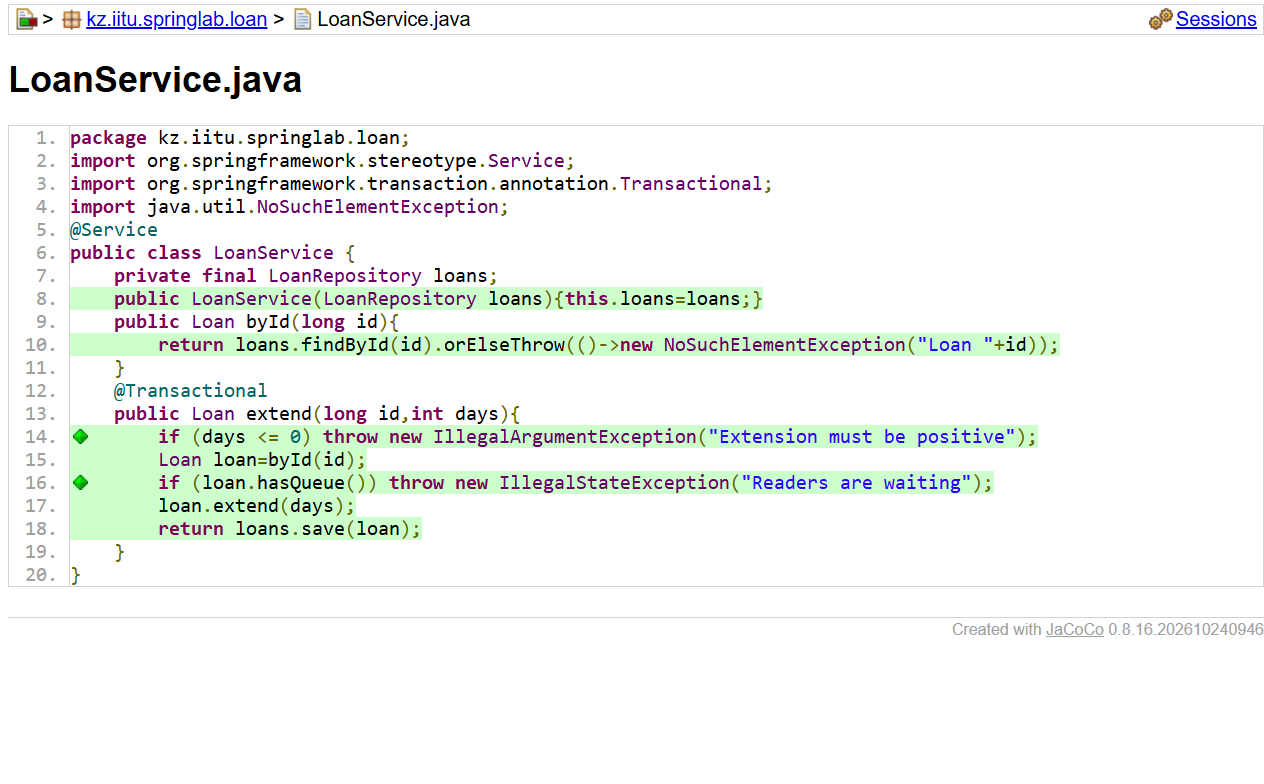 > kz.iitu.springlab.loan > LoanService.java Sessions
LoanService.java
1. package kz.iitu.springlab.loan;
2. import org.springframework.stereotype.Service;
3. import org.springframework.transaction.annotation.Transactional;
4. import java.util.NoSuchElementException;
5. @Service
6. public class LoanService {
7.     private final LoanRepository loans;
8.     public LoanService(LoanRepository loans){this.loans=loans;}
9.     public Loan byId(long id){
10.         return loans.findById(id).orElseThrow(()->new NoSuchElementException("Loan "+id));
11.     }
12.     @Transactional
13.     public Loan extend(long id,int days){
14.         if (days <= 0) throw new IllegalArgumentException("Extension must be positive");
15.         Loan loan=byId(id);
16.         if (loan.hasQueue()) throw new IllegalStateException("Readers are waiting");
17.         loan.extend(days);
18.         return loans.save(loan);
19.     }
20. }
Created with JaCoCo 0.8.16.202610240946